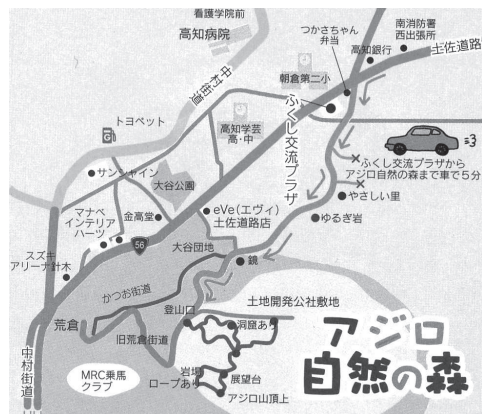 看護学院前
高知病院
中村街道
つかさちゃん
弁当
南消防署
西出張所
高知銀行
土佐道路
朝倉第二小
ふくし交流プラザ
トヨペット
高知学芸
高・中
サンシャイン
大谷公園
ふくし交流プラザから
アジロ自然の森まで車で5分
やさしい里
マナベ
インテリア
ハーツ
金高堂
eVe(エヴィ)
土佐道路店
ゆるぎ岩
56
大谷団地
スズキ
アリーナ針木
鏡
かつお街道
登山口
土地開発公社敷地
洞窟あり
荒倉
旧荒倉街道
中村街道
MRC乗馬
クラブ
岩場
ロープあり
展望台
アジロ山頂上
アジロ
自然の森